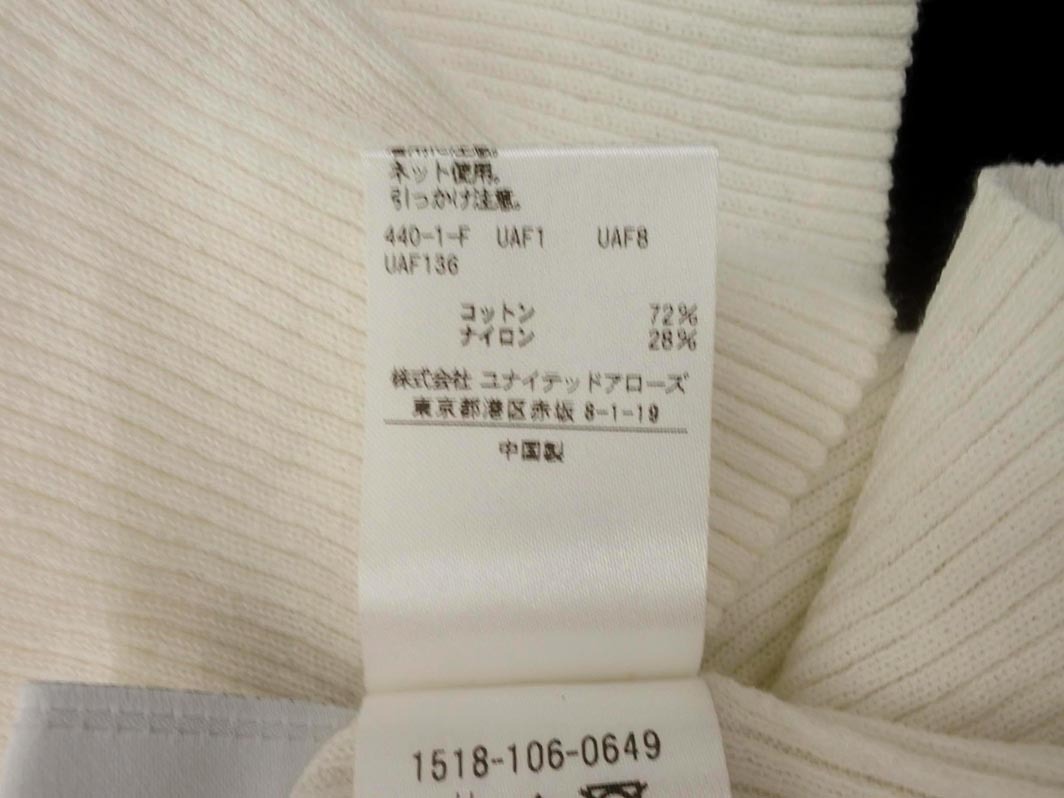 ネット使用。
引っかけ注意。
440-1-F UAF1 UAF8
UAF136
コットン 72%
ナイロン 28%
株式会社 ユナイテッドアローズ
東京都港区赤坂 8-1-19
中国製
1518-106-0649